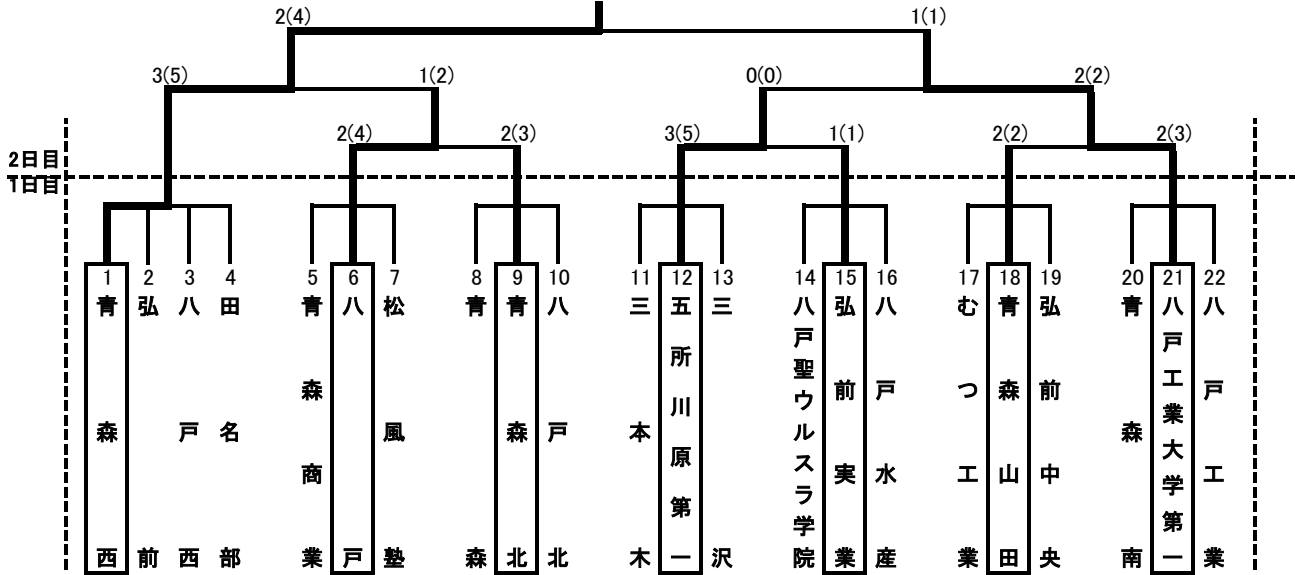 2(4)
1(1)
3(5)
1(2)
0(0)
2(2)
2(4)
2(3)
3(5)
1(1)
2(2)
2(3)
2日目
1日目
1
2
3
4
5
6
7
8
9
10
11
12
13
14
15
16
17
18
19
20
21
22
青森西
弘前
八戸西
田名部
青森商業
八戸
松風塾
青森
青森北
八戸北
三本木
五所川原第一
三沢
八戸聖ウルスラ学院
弘前実業
八戸水産
むつ工業
青森山田
弘前中央
青森南
八戸工業大学第一
八戸工業